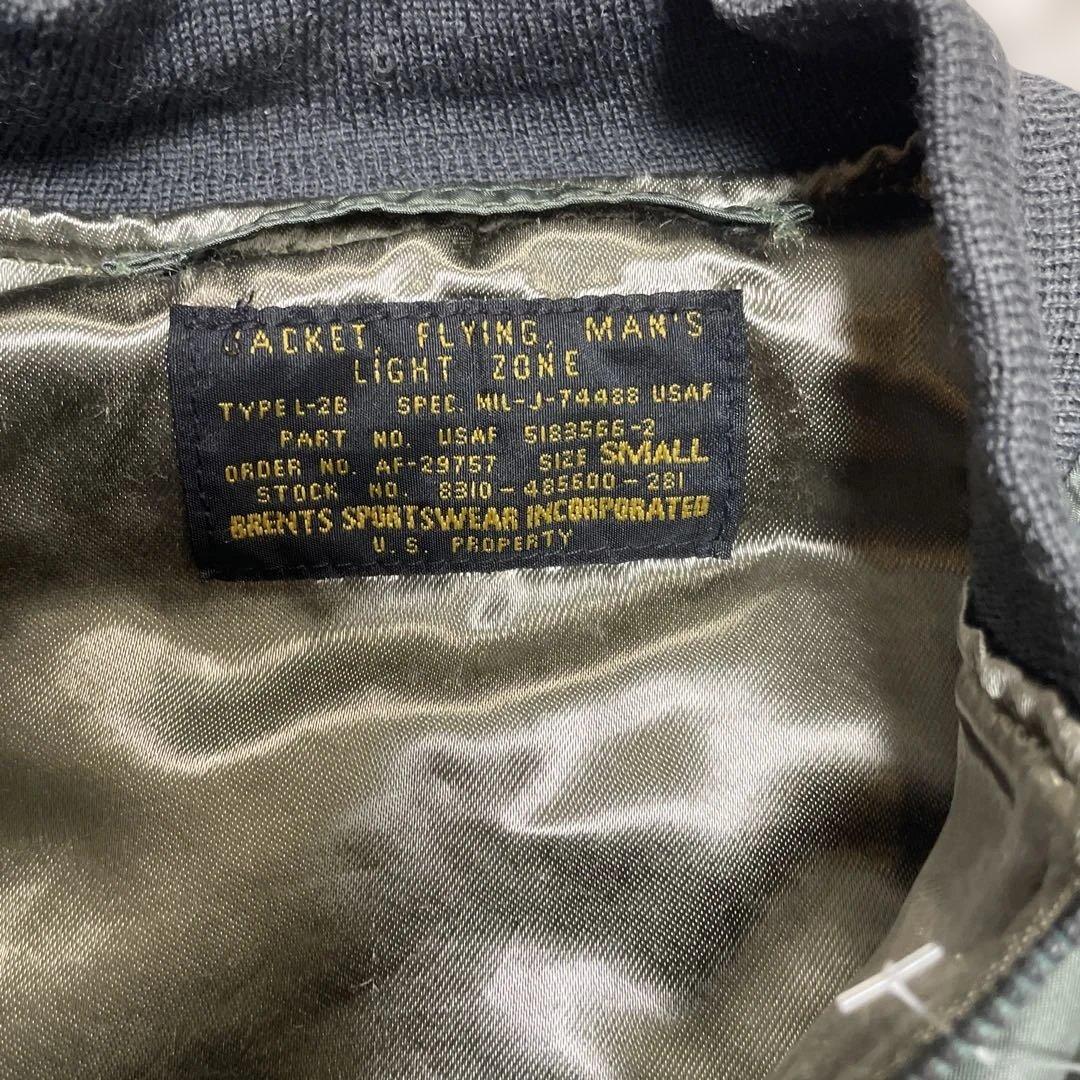 JACKET, FLYING, MAN'S
LIGHT ZONE
TYPE L-2B SPEC. MIL-J-7448B USAF
PART NO. USAF 5183566-2
ORDER NO. AF-29757 SIZE SMALL
STOCK NO. 8310-485600-281
BRENTS SPORTSWEAR INCORPORATED
U.S. PROPERTY